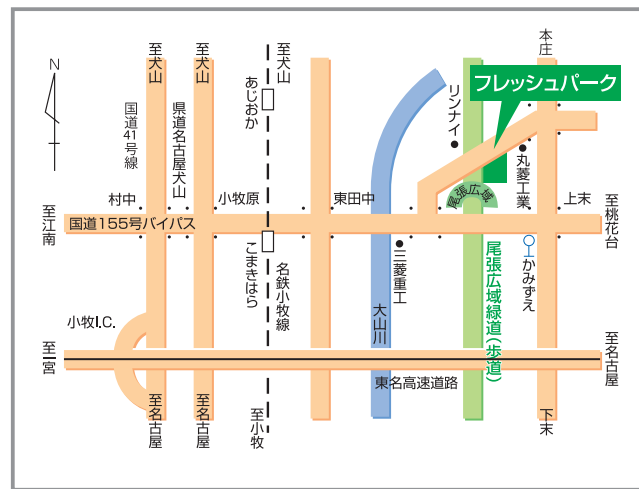 本庄
至犬山
至犬山
至犬山
N
フレッシュパーク
あじおか
リンナイ
国道41号線
県道名古屋犬山
丸菱工業
尾張広域
村中
小牧原
東田中
上末
至江南
至桃花台
国道155号バイパス
こまきはら
三菱重工
かみずえ
名鉄小牧線
尾張広域緑道(歩道)
大山川
小牧I.C.
至一宮
至名古屋
東名高速道路
至名古屋
至名古屋
至小牧
下末